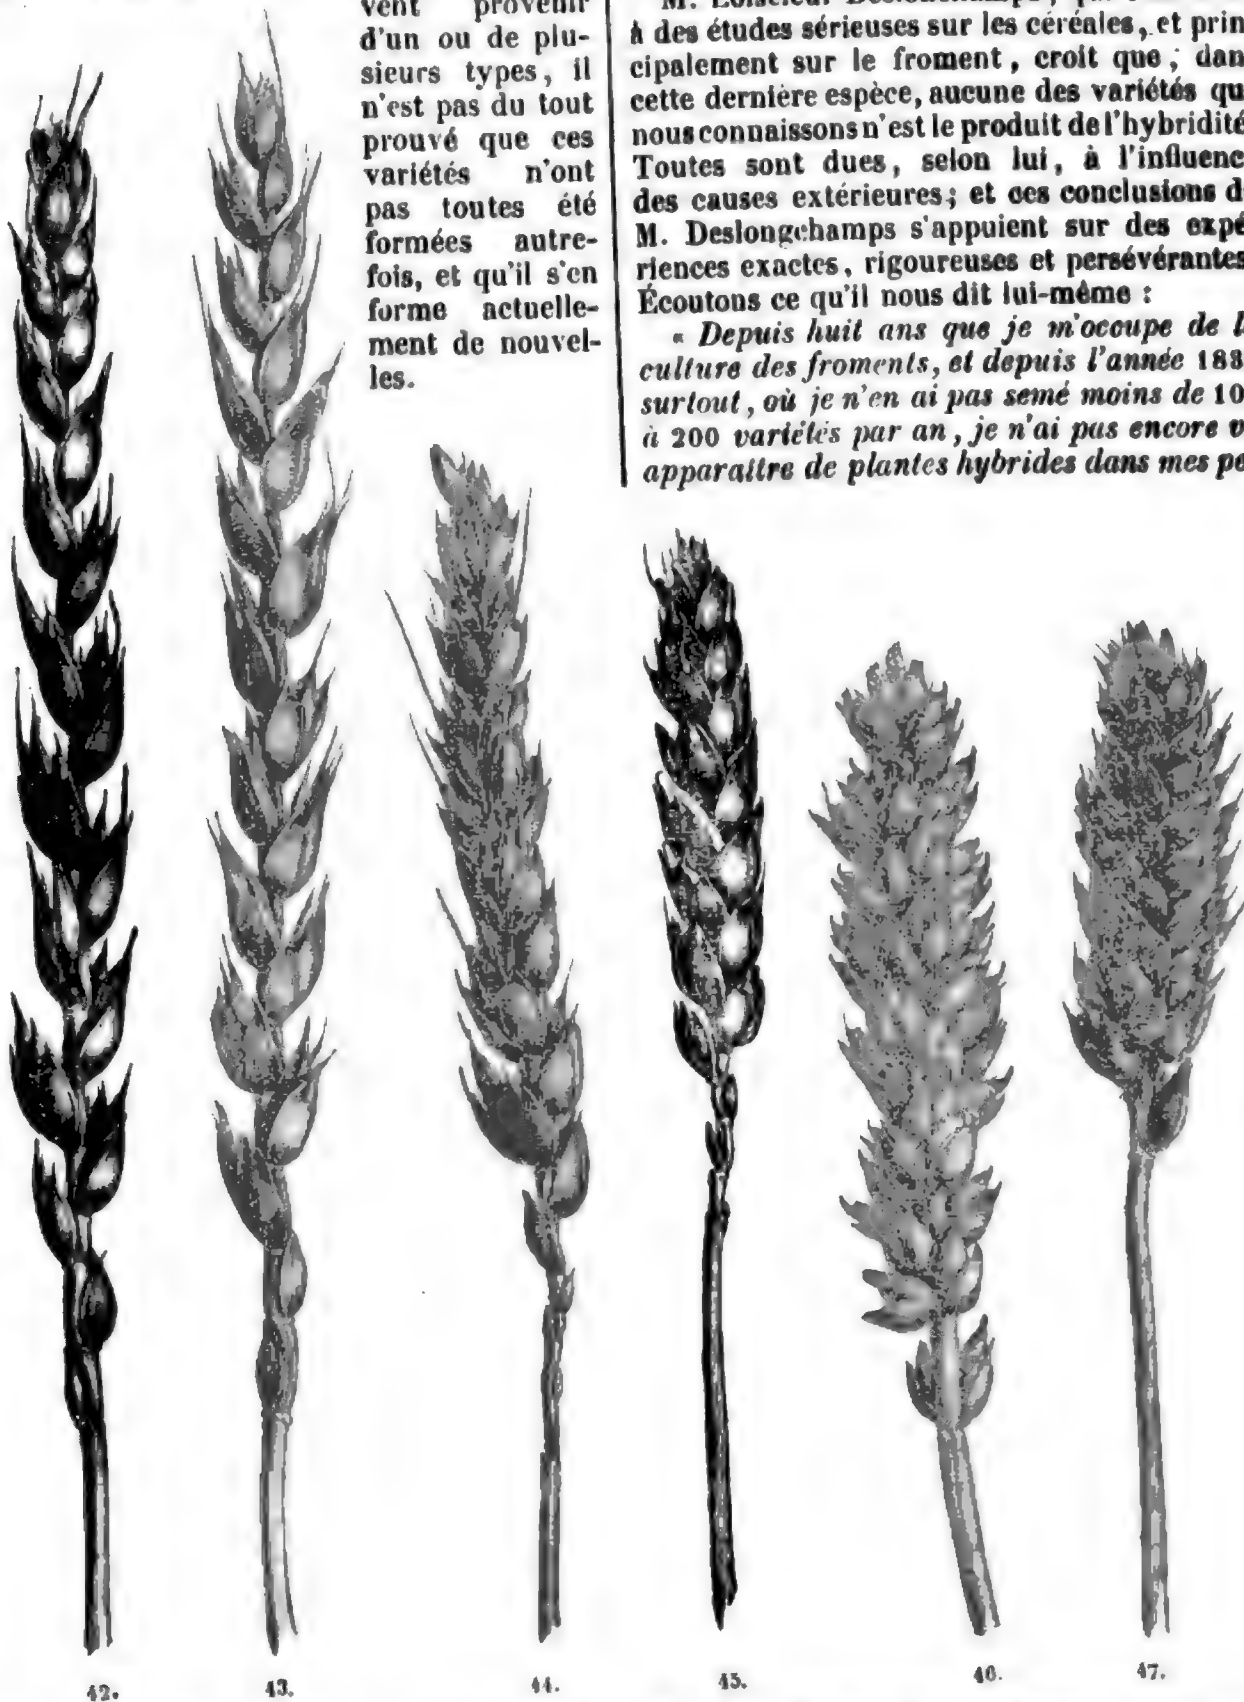 vent provenir
d'un ou de plu-
sieurs types, il
n'est pas du tout
prouvé que ces
variétés n'ont
pas toutes été
formées autre-
fois, et qu'il s'en
forme actuelle-
ment de nouvel-
les.
M. Loiseleur Deslongchamps,
à des études sérieuses sur les céréales, et prin
cipalement sur le froment, croit que, dan
cette dernière espèce, aucune des variétés qu
nous connaissons n'est le produit de l'hybridité
Toutes sont dues, selon lui, à l'influenc
des causes extérieures; et ces conclusions d
M. Deslongchamps s'appuient sur des expé
riences exactes, rigoureuses et persévérantes
Écoutons ce qu'il nous dit lui-même :
« Depuis huit ans que je m'occupe de l
culture des froments, et depuis l'année 183
surtout, où je n'en ai pas semé moins de 10
à 200 variétés par an, je n'ai pas encore v
apparaître de plantes hybrides dans mes pe
42. 43. 44. 45. 46. 47.